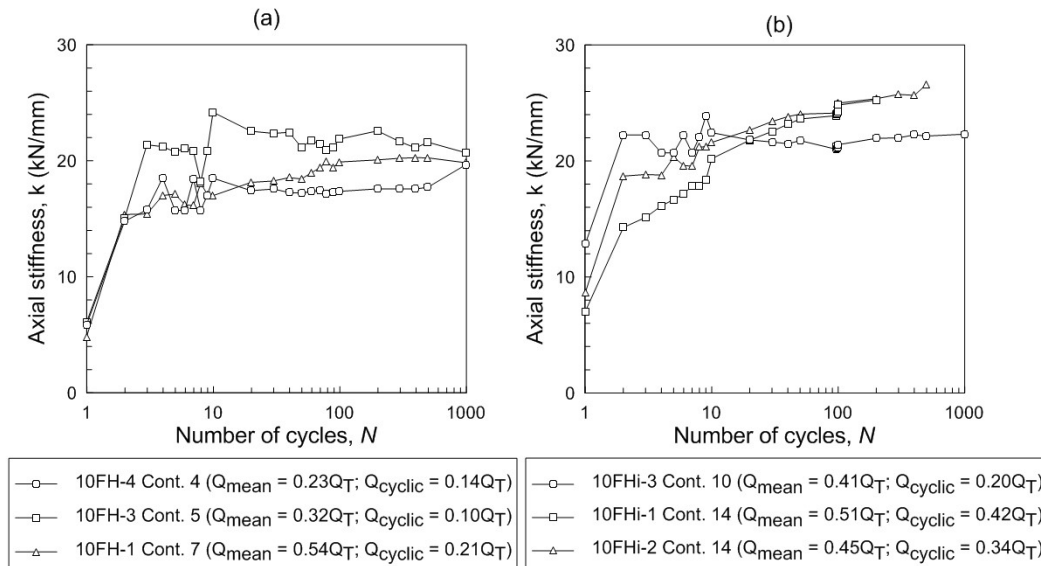 (a)
(b)
30
20
10
0
Axial stiffness, k (kN/mm)
1
10
100
1000
Number of cycles, N
30
20
10
0
Axial stiffness, k (kN/mm)
1
10
100
1000
Number of cycles, N
10FH-4 Cont. 4 (Qmean = 0.23QT; Qcyclic = 0.14QT)
10FH-3 Cont. 5 (Qmean = 0.32QT; Qcyclic = 0.10QT)
10FH-1 Cont. 7 (Qmean = 0.54QT; Qcyclic = 0.21QT)
10FHi-3 Cont. 10 (Qmean = 0.41QT; Qcyclic = 0.20QT)
10FHi-1 Cont. 14 (Qmean = 0.51QT; Qcyclic = 0.42QT)
10FHi-2 Cont. 14 (Qmean = 0.45QT; Qcyclic = 0.34QT)